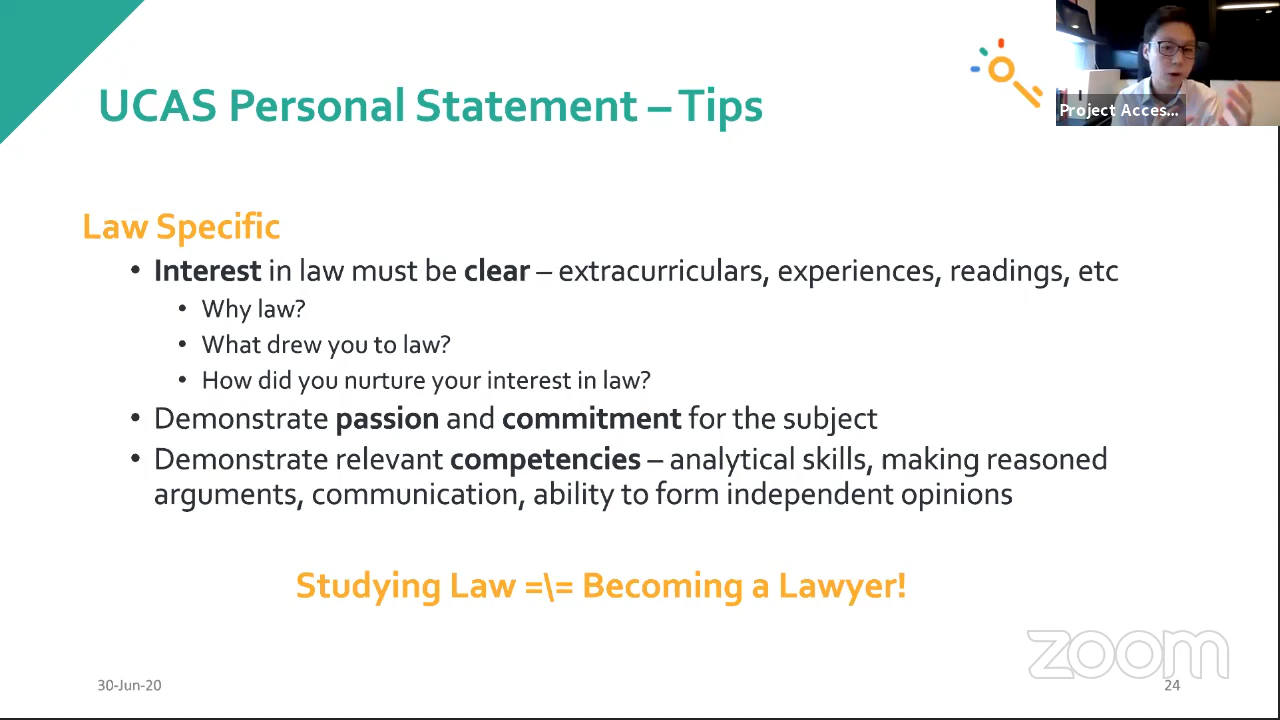 UCAS Personal Statement – Tips
Project Acces...
Law Specific
• Interest in law must be clear – extracurriculars, experiences, readings, etc
• Why law?
• What drew you to law?
• How did you nurture your interest in law?
• Demonstrate passion and commitment for the subject
• Demonstrate relevant competencies – analytical skills, making reasoned
arguments, communication, ability to form independent opinions
Studying Law =\= Becoming a Lawyer!
zoom
30-Jun-20
24